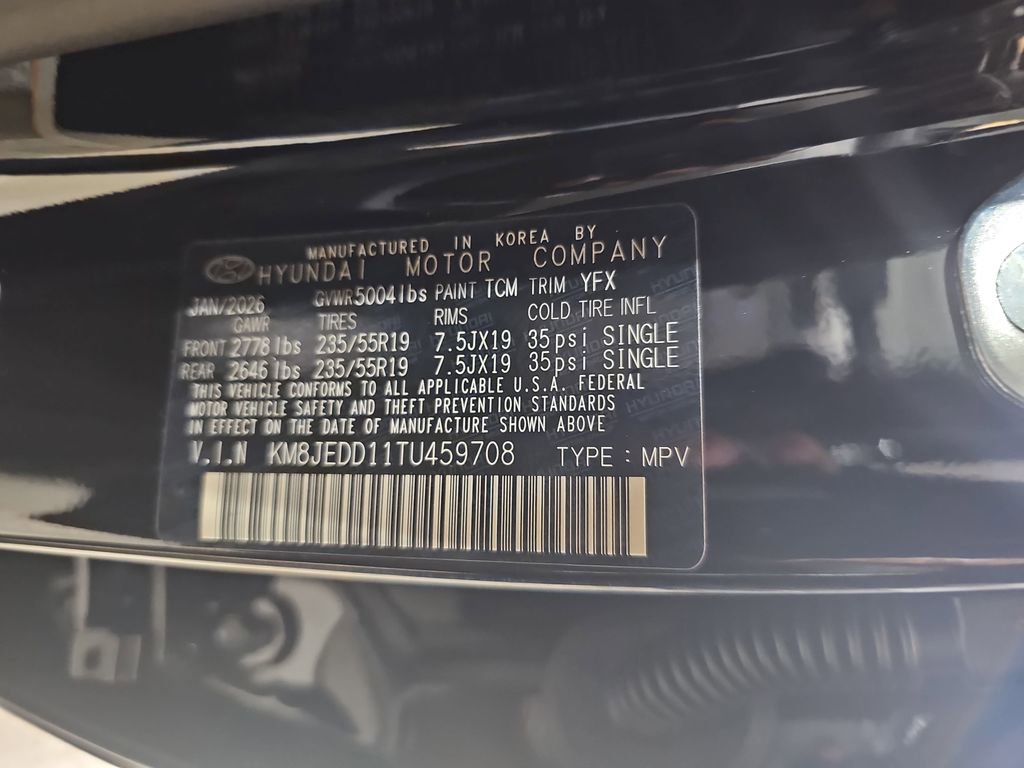 MANUFACTURED IN KOREA BY
HYUNDAI MOTOR COMPANY
JAN/2026 GVWR 5004lbs PAINT TCM TRIM YFX
GAWR TIRES RIMS COLD TIRE INFL
FRONT 2778 lbs 235/55R19 7.5JX19 35psi SINGLE
REAR 2646 lbs 235/55R19 7.5JX19 35psi SINGLE
THIS VEHICLE CONFORMS TO ALL APPLICABLE U.S.A. FEDERAL
MOTOR VEHICLE SAFETY AND THEFT PREVENTION STANDARDS
IN EFFECT ON THE DATE OF MANUFACTURE SHOWN ABOVE
V.I.N KM8JEDD11TU459708 TYPE : MPV